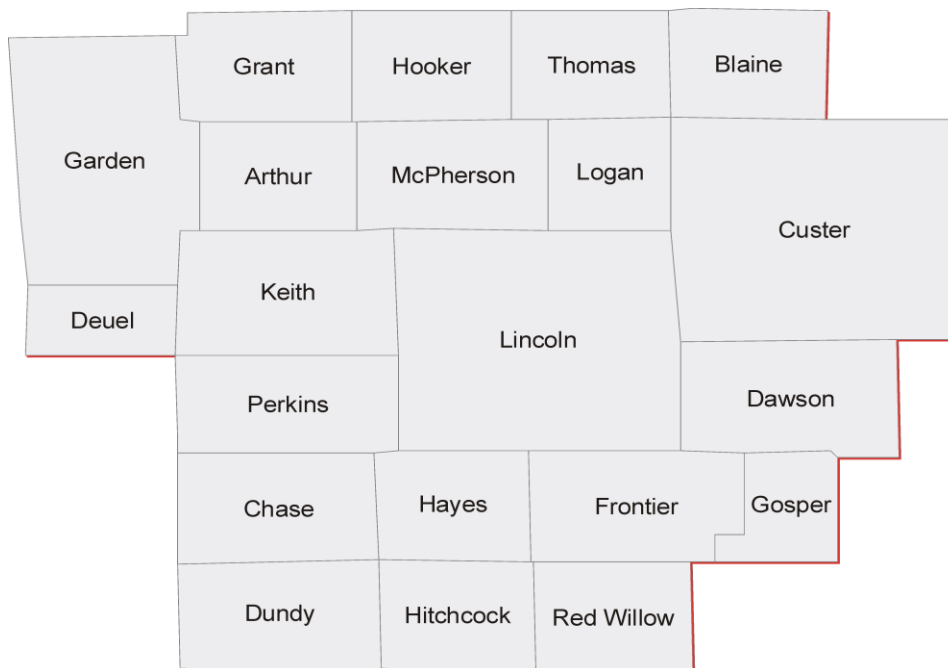 Grant
Hooker
Thomas
Blaine
Garden
Arthur
McPherson
Logan
Custer
Keith
Deuel
Lincoln
Perkins
Dawson
Chase
Hayes
Frontier
Gosper
Dundy
Hitchcock
Red Willow